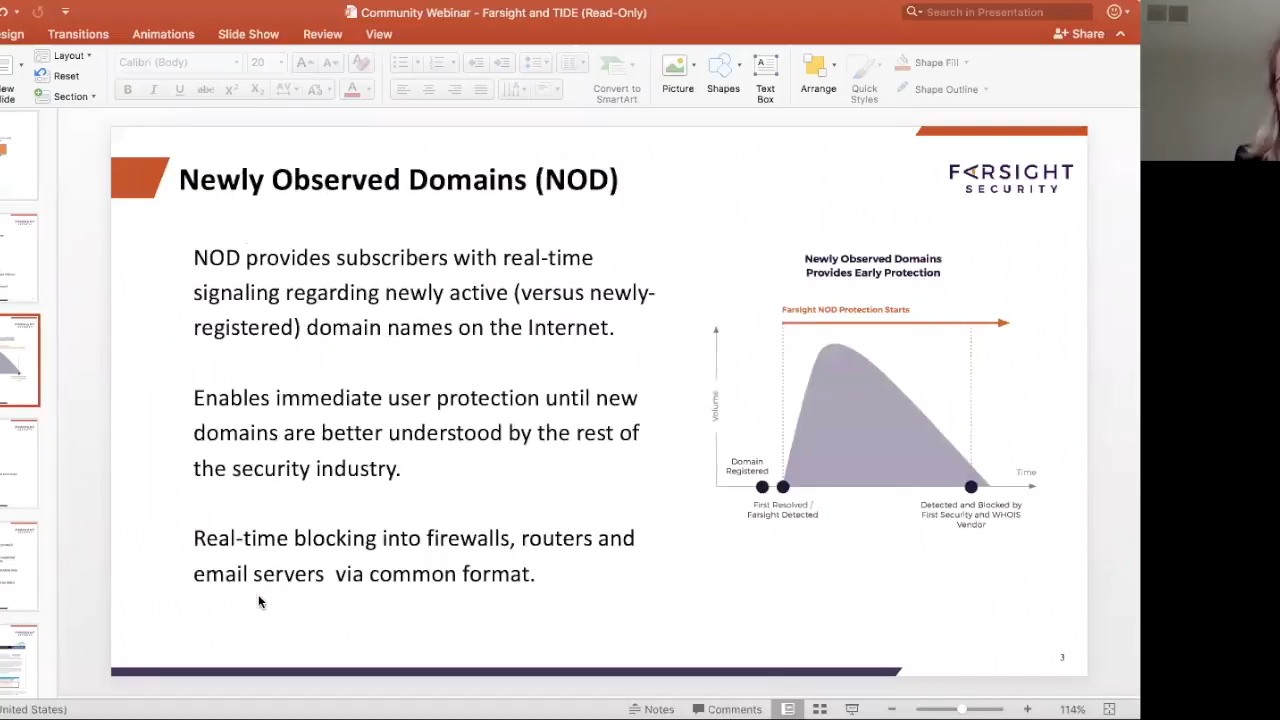 Community Webinar - Farsight and TIDE (Read-Only)
Search in Presentation
Transitions Animations Slide Show Review View
Share
Layout
Reset
Section
Calibri (Body) 20
Convert to
SmartArt
Picture
Shapes
Text
Box
Arrange
Quick
Styles
Shape Fill
Shape Outline
Newly Observed Domains (NOD)
FARSIGHT
SECURITY
NOD provides subscribers with real-time
signaling regarding newly active (versus newly-
registered) domain names on the Internet.
Enables immediate user protection until new
domains are better understood by the rest of
the security industry.
Real-time blocking into firewalls, routers and
email servers  via common format.
Newly Observed Domains
Provides Early Protection
Farsight NOD Protection Starts
Volume
Domain
Registered
Time
First Resolved /
Farsight Detected
Detected and Blocked by
First Security and WHOIS
Vendor
3
United States)
Notes
Comments
114%